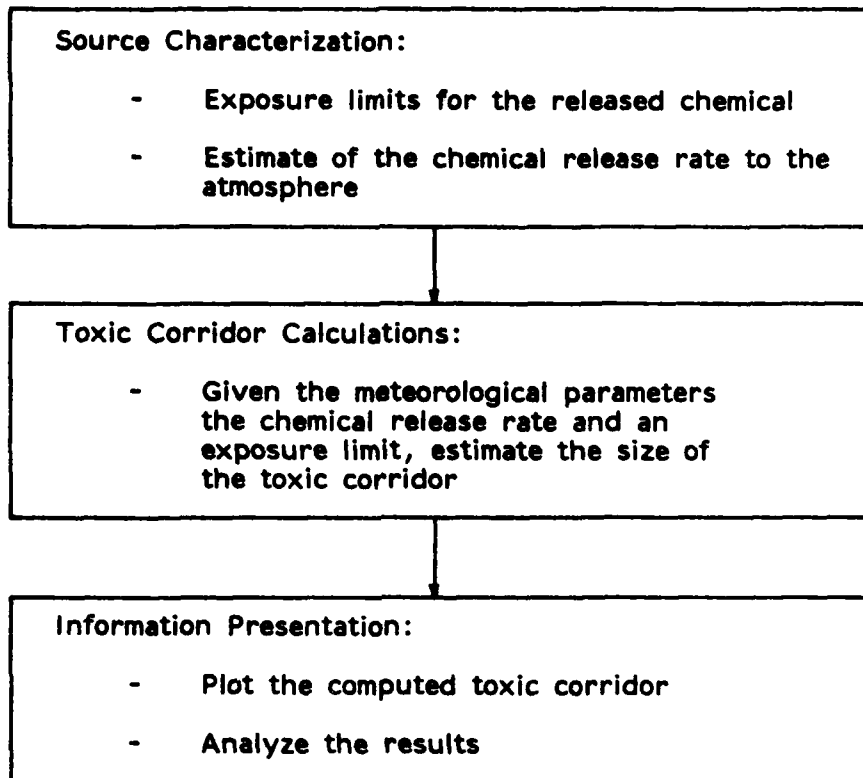 Source Characterization:
- Exposure limits for the released chemical
- Estimate of the chemical release rate to the
atmosphere
Toxic Corridor Calculations:
- Given the meteorological parameters
the chemical release rate and an
exposure limit, estimate the size of
the toxic corridor
Information Presentation:
- Plot the computed toxic corridor
- Analyze the results